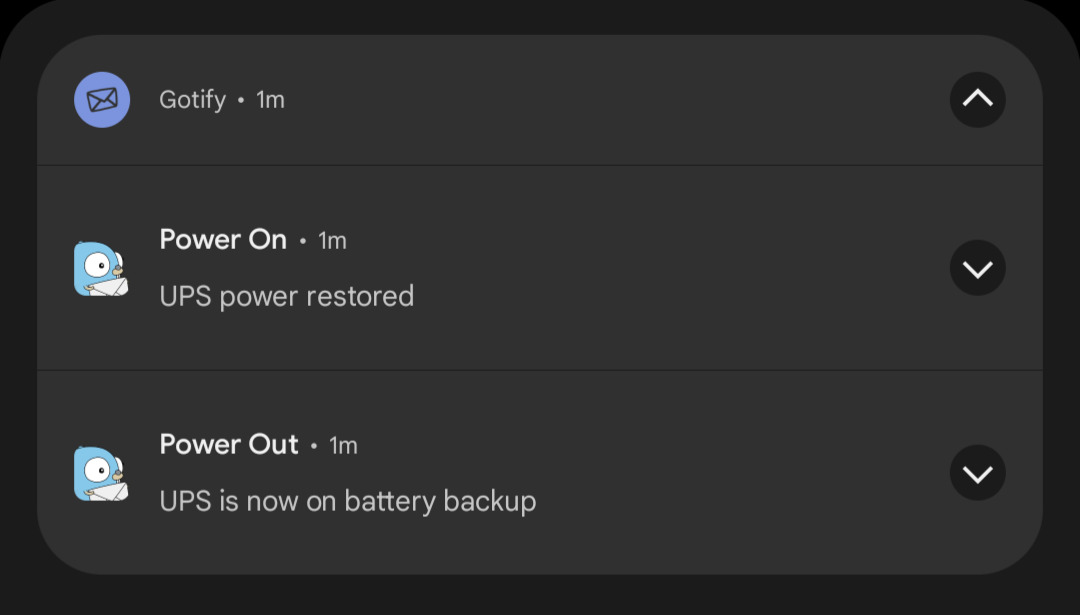 Gotify • 1m
Power On • 1m
UPS power restored
Power Out • 1m
UPS is now on battery backup